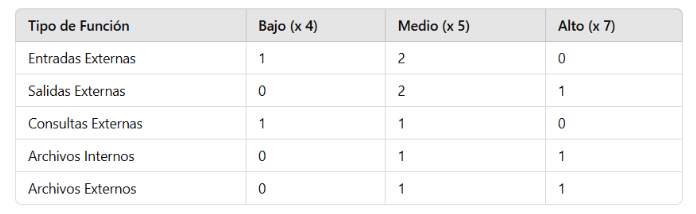 Tipo de Función Bajo (x 4) Medio (x 5) Alto (x 7)
Entradas Externas 1 2 0
Salidas Externas 0 2 1
Consultas Externas 1 1 0
Archivos Internos 0 1 1
Archivos Externos 0 1 1